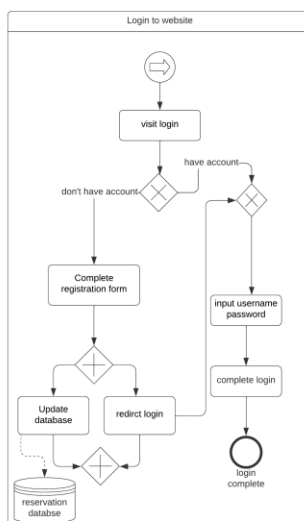 Login to website
visit login
have account
don't have account
Complete
registration form
input username
password
Update
database
redirct login
complete login
login
complete
reservation
databse